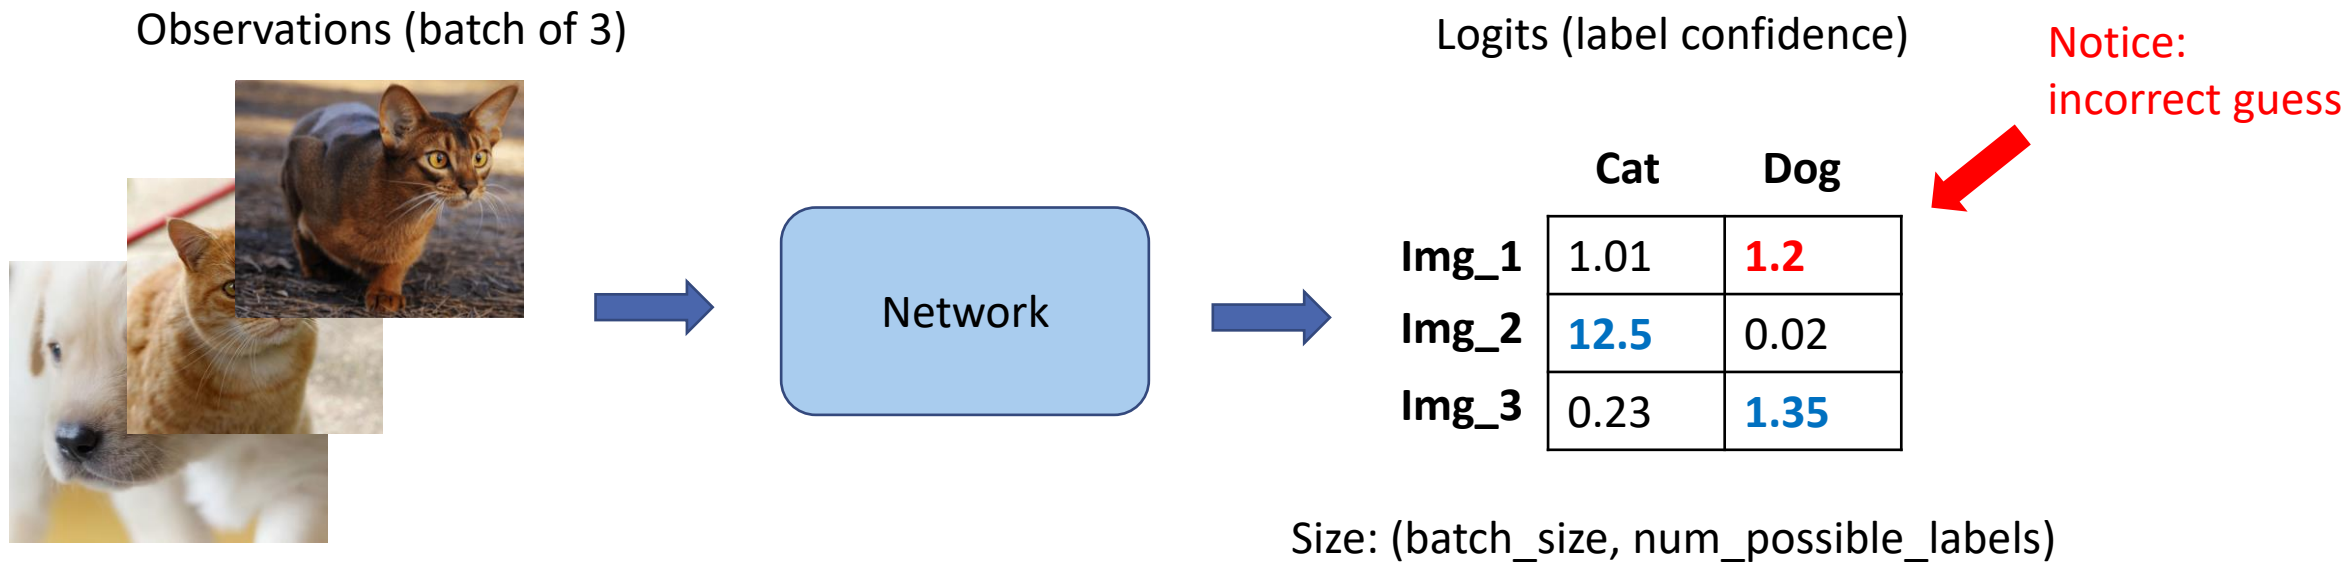 Observations (batch of 3)
Logits (label confidence)
Notice:
incorrect guess
Network
Cat Dog
Img_1 1.01 1.2
Img_2 12.5 0.02
Img_3 0.23 1.35
Size: (batch_size, num_possible_labels)